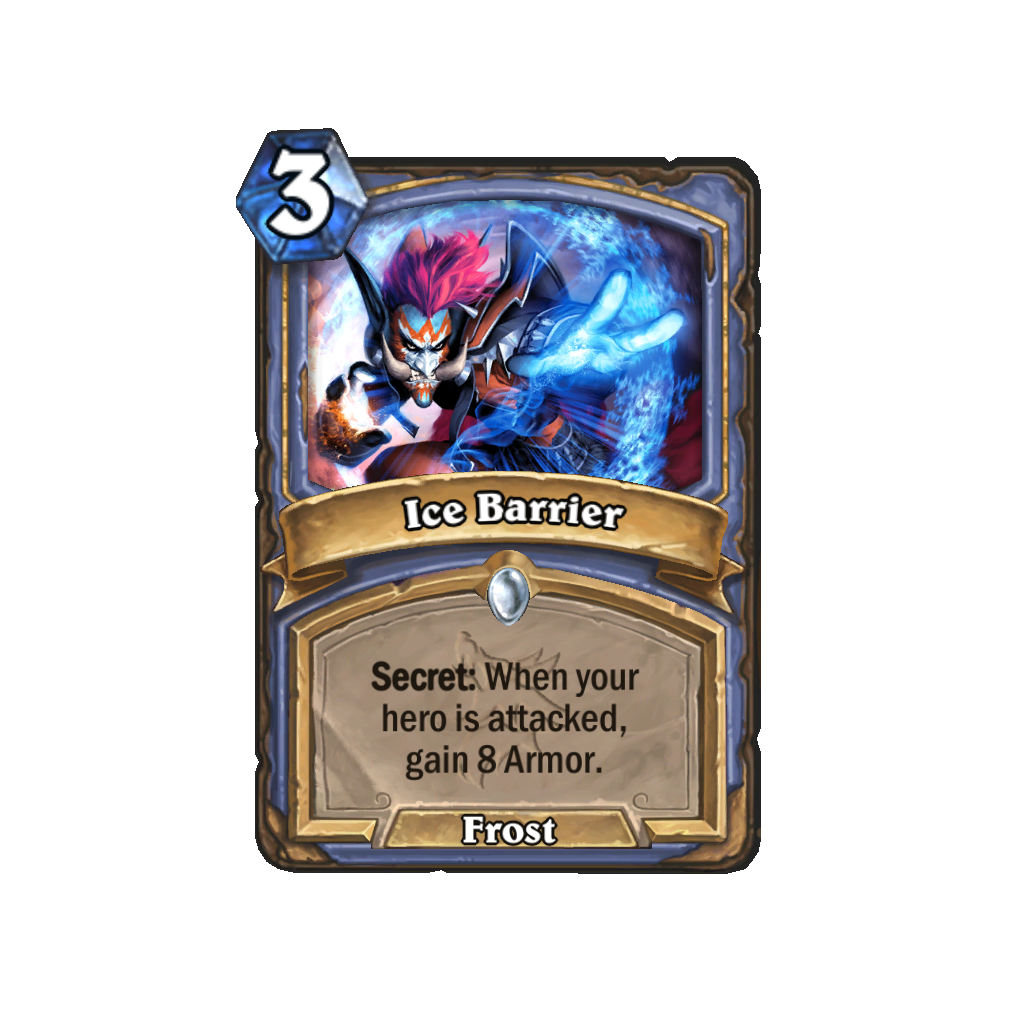 3
Ice Barrier
Secret: When your
hero is attacked,
gain 8 Armor.
Frost